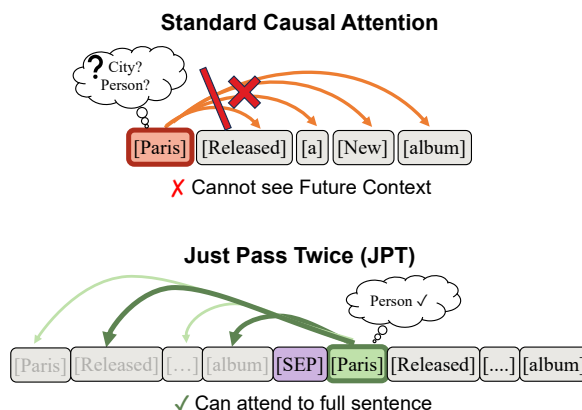 Standard Causal Attention
? City?
Person?
[Paris] [Released] [a] [New] [album]
✗ Cannot see Future Context
Just Pass Twice (JPT)
Person ✓
[Paris] [Released] [...] [album] [SEP] [Paris] [Released] [....] [album]
✓ Can attend to full sentence